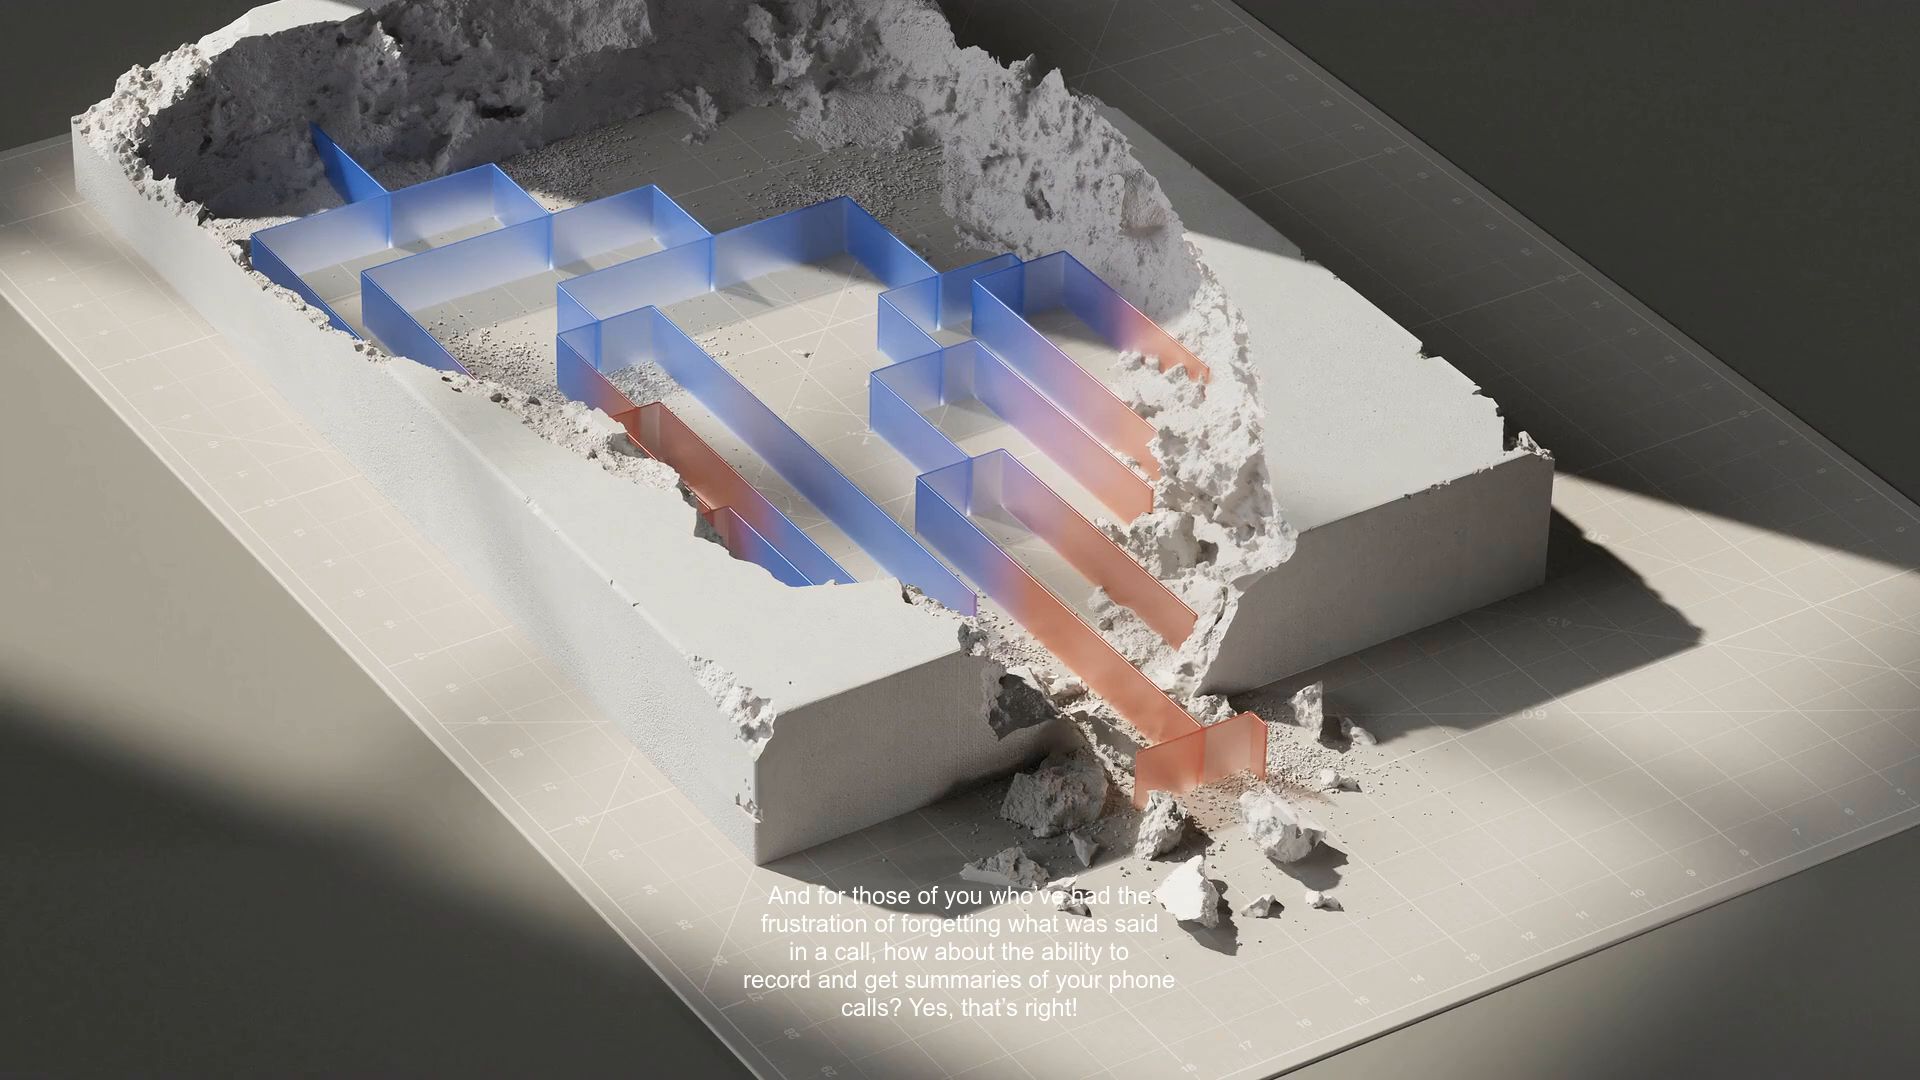 And for those of you who've had the
frustration of forgetting what was said
in a call, how about the ability to
record and get summaries of your phone
calls? Yes, that's right!